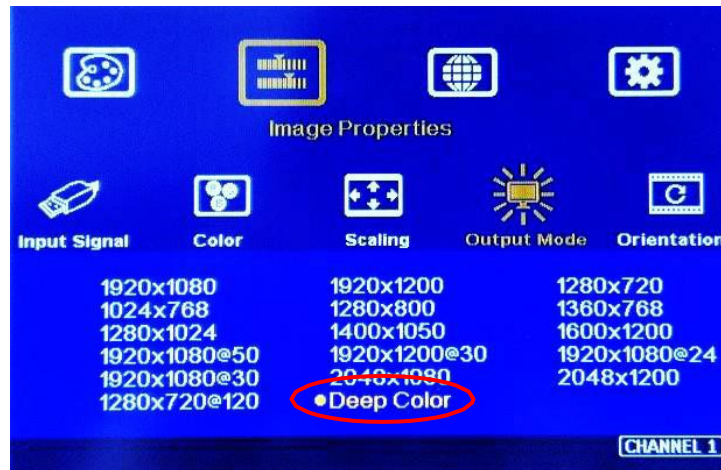 Image Properties
Input Signal Color Scaling Output Mode Orientation
1920x1080 1920x1200 1280x720
1024x768 1280x800 1360x768
1280x1024 1400x1050 1600x1200
1920x1080@50 1920x1200@30 1920x1080@24
1920x1080@30 2048x1080 2048x1200
1280x720@120 Deep Color
CHANNEL 1